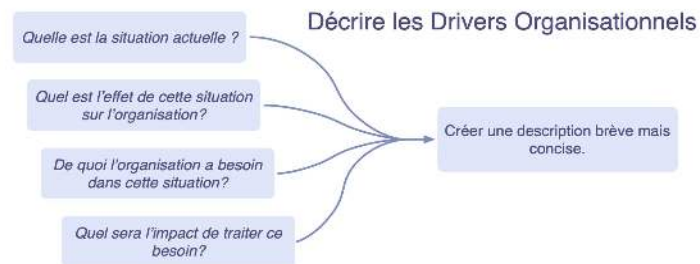 Décrire les Drivers Organisationnels
Quelle est la situation actuelle ?
Quel est l'effet de cette situation
sur l'organisation?
De quoi l'organisation a besoin
dans cette situation?
Quel sera l'impact de traiter ce
besoin?
Créer une description brève mais
concise.